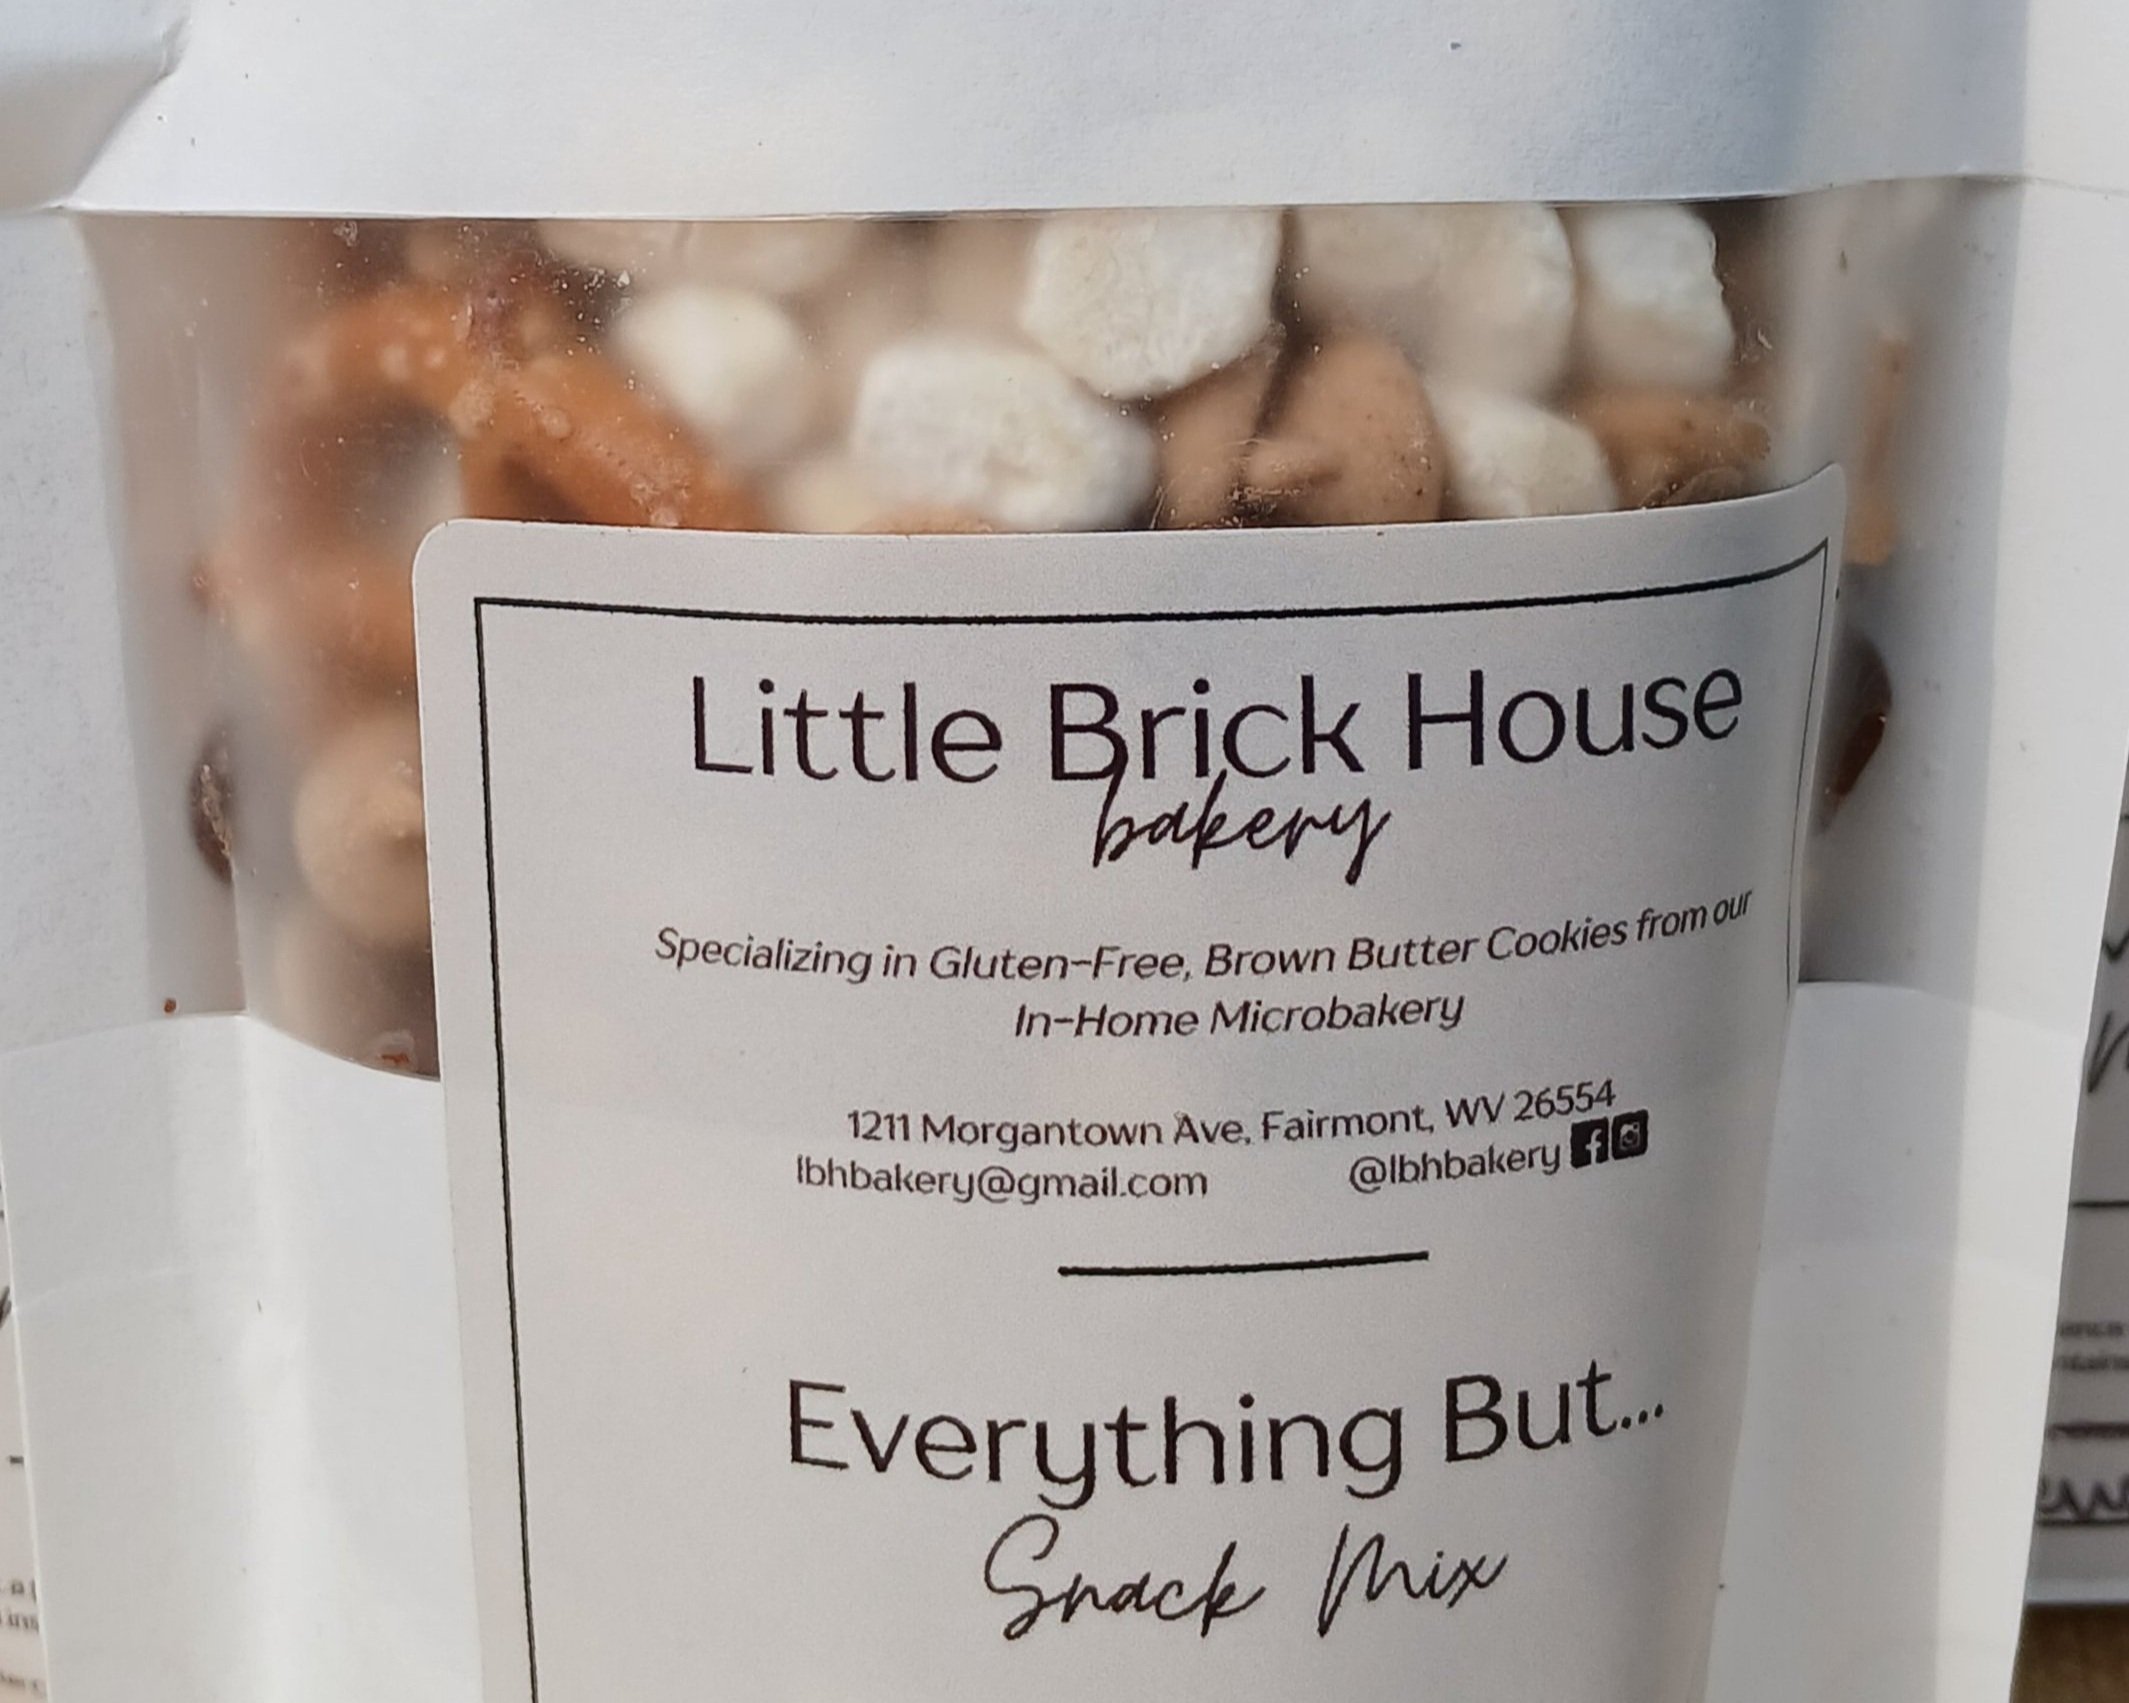 Little Brick House
bakery
Specializing in Gluten-Free, Brown Butter Cookies from our
In-Home Microbakery
1211 Morgantown Ave, Fairmont, WV 26554
lbhbakery@gmail.com @lbhbakery
Everything But...
Snack Mix